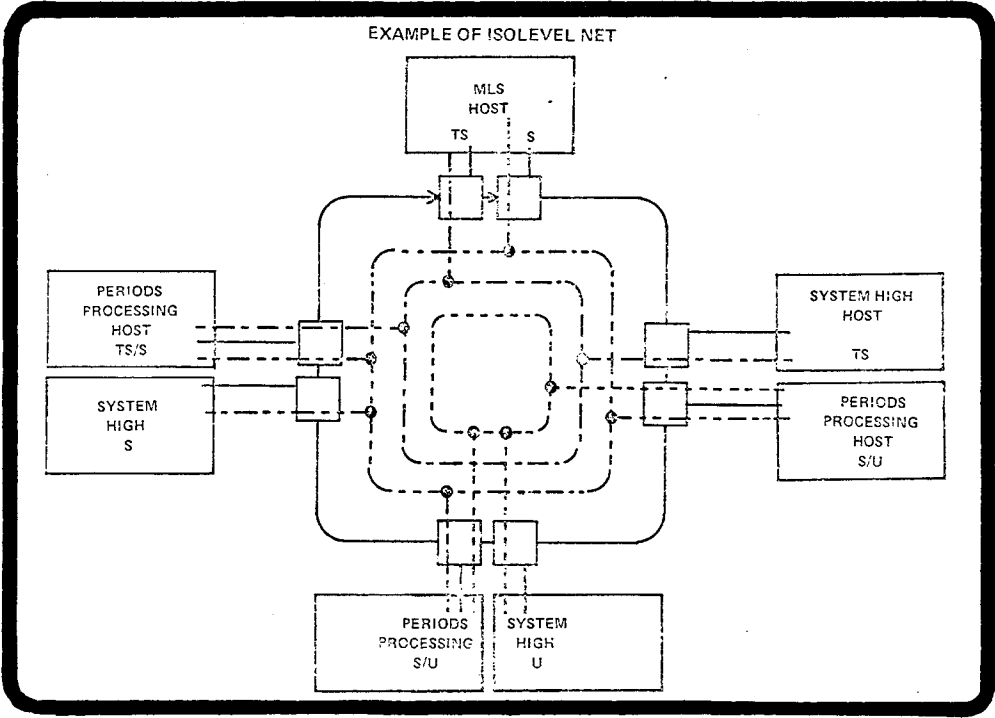 EXAMPLE OF ISOLEVEL NET
MLS
HOST
TS
S
PERIODS
PROCESSING
HOST
TS/S
SYSTEM HIGH
HOST
TS
SYSTEM
HIGH
S
PERIODS
PROCESSING
HOST
S/U
PERIODS
PROCESSING
S/U
SYSTEM
HIGH
U